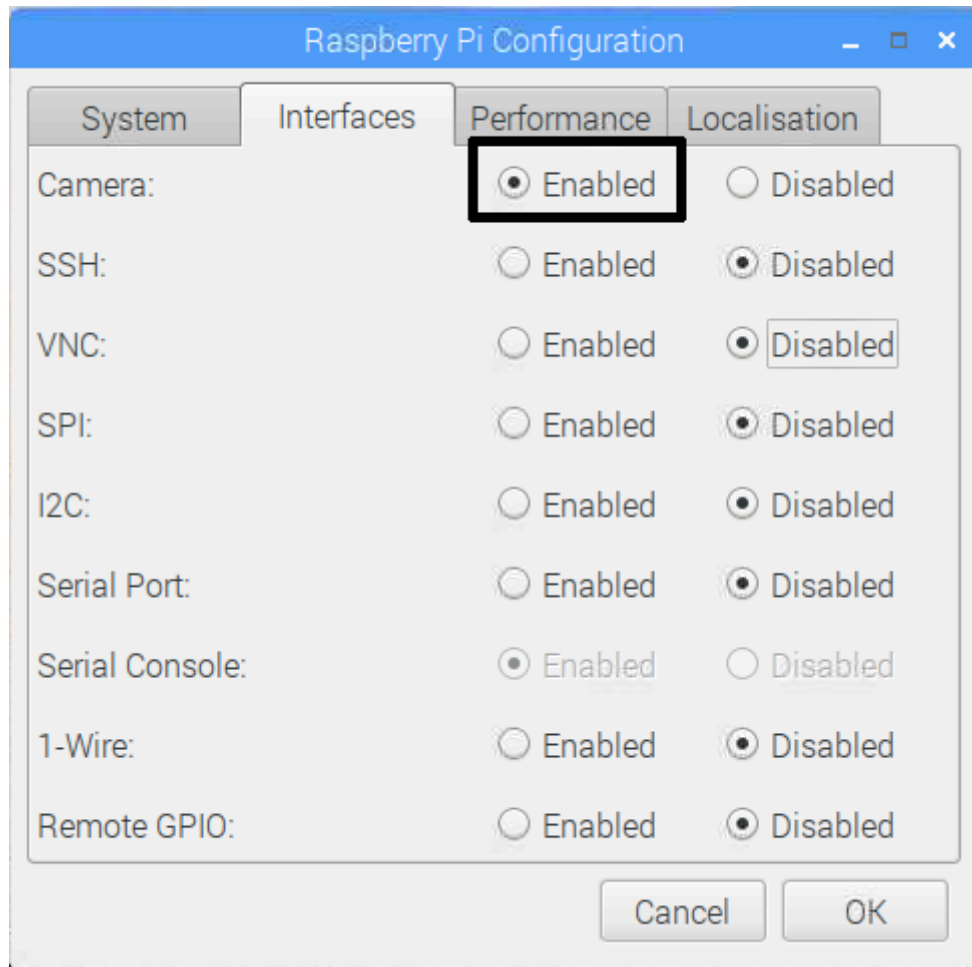 Raspberry Pi Configuration
System Interfaces Performance Localisation
Camera: Enabled Disabled
SSH: Enabled Disabled
VNC: Enabled Disabled
SPI: Enabled Disabled
I2C: Enabled Disabled
Serial Port: Enabled Disabled
Serial Console: Enabled Disabled
1-Wire: Enabled Disabled
Remote GPIO: Enabled Disabled
Cancel OK